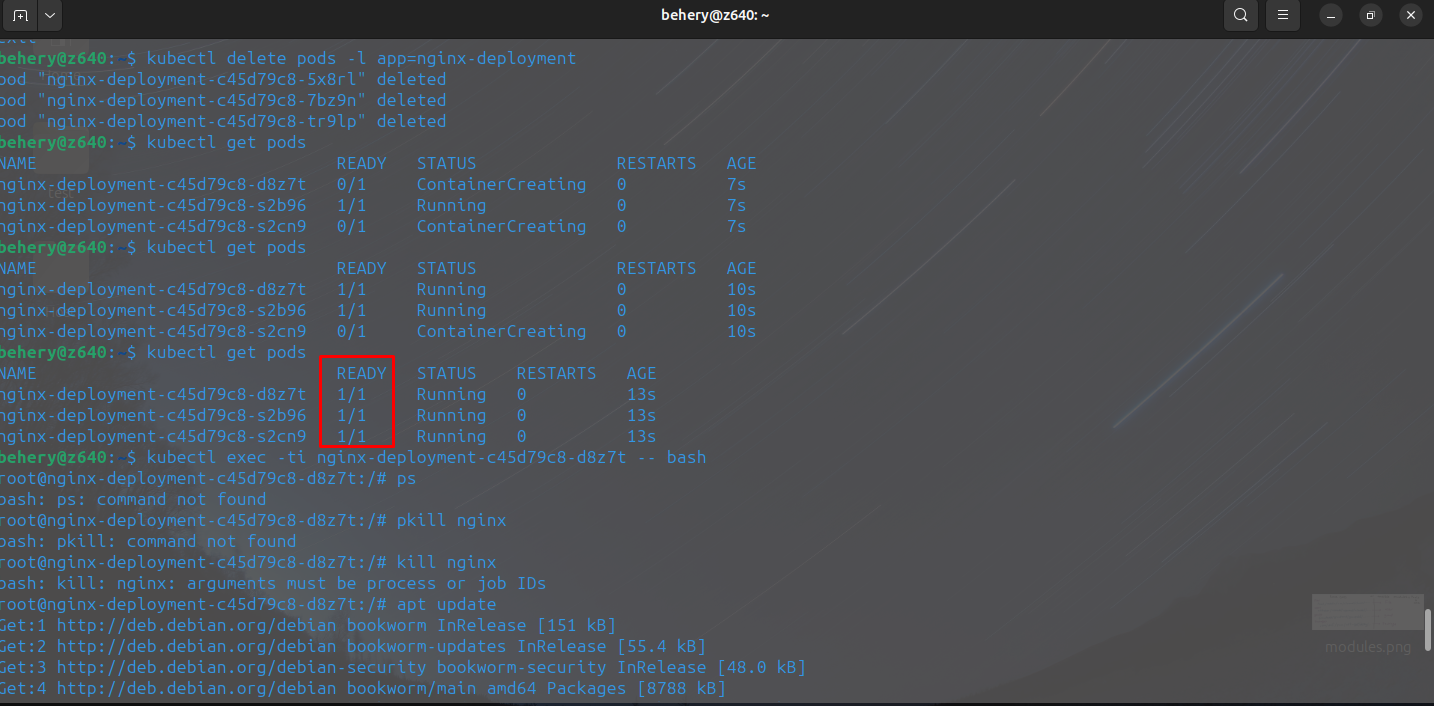 behery@z640: ~
behery@z640:~$ kubectl delete pods -l app=nginx-deployment
pod "nginx-deployment-c45d79c8-5x8rl" deleted
pod "nginx-deployment-c45d79c8-7bz9n" deleted
pod "nginx-deployment-c45d79c8-tr9lp" deleted
behery@z640:~$ kubectl get pods
NAME READY STATUS RESTARTS AGE
nginx-deployment-c45d79c8-d8z7t 0/1 ContainerCreating 0 7s
nginx-deployment-c45d79c8-s2b96 1/1 Running 0 7s
nginx-deployment-c45d79c8-s2cn9 0/1 ContainerCreating 0 7s
behery@z640:~$ kubectl get pods
NAME READY STATUS RESTARTS AGE
nginx-deployment-c45d79c8-d8z7t 1/1 Running 0 10s
nginx-deployment-c45d79c8-s2b96 1/1 Running 0 10s
nginx-deployment-c45d79c8-s2cn9 0/1 ContainerCreating 0 10s
behery@z640:~$ kubectl get pods
NAME READY STATUS RESTARTS AGE
nginx-deployment-c45d79c8-d8z7t 1/1 Running 0 13s
nginx-deployment-c45d79c8-s2b96 1/1 Running 0 13s
nginx-deployment-c45d79c8-s2cn9 1/1 Running 0 13s
behery@z640:~$ kubectl exec -ti nginx-deployment-c45d79c8-d8z7t -- bash
root@nginx-deployment-c45d79c8-d8z7t:/# ps
bash: ps: command not found
root@nginx-deployment-c45d79c8-d8z7t:/# pkill nginx
bash: pkill: command not found
root@nginx-deployment-c45d79c8-d8z7t:/# kill nginx
bash: kill: nginx: arguments must be process or job IDs
root@nginx-deployment-c45d79c8-d8z7t:/# apt update
Get:1 http://deb.debian.org/debian bookworm InRelease [151 kB]
Get:2 http://deb.debian.org/debian bookworm-updates InRelease [55.4 kB]
Get:3 http://deb.debian.org/debian-security bookworm-security InRelease [48.0 kB]
Get:4 http://deb.debian.org/debian bookworm/main amd64 Packages [8788 kB]
modules.png